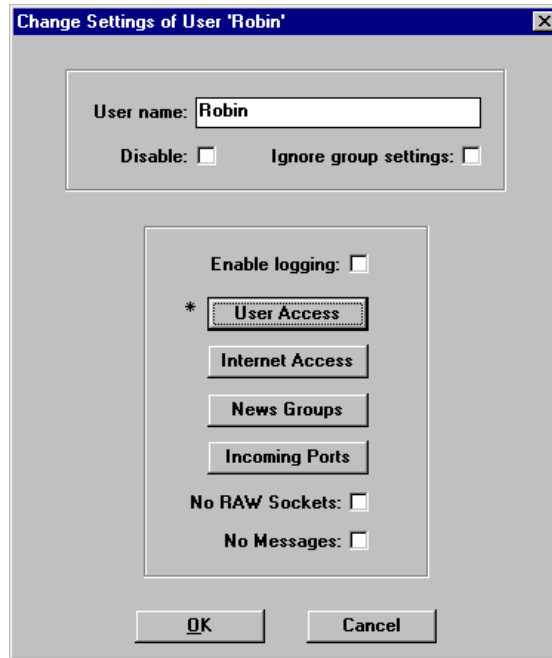 Change Settings of User 'Robin'
User name: Robin
Disable: Ignore group settings:
Enable logging:
* User Access
Internet Access
News Groups
Incoming Ports
No RAW Sockets:
No Messages:
OK Cancel